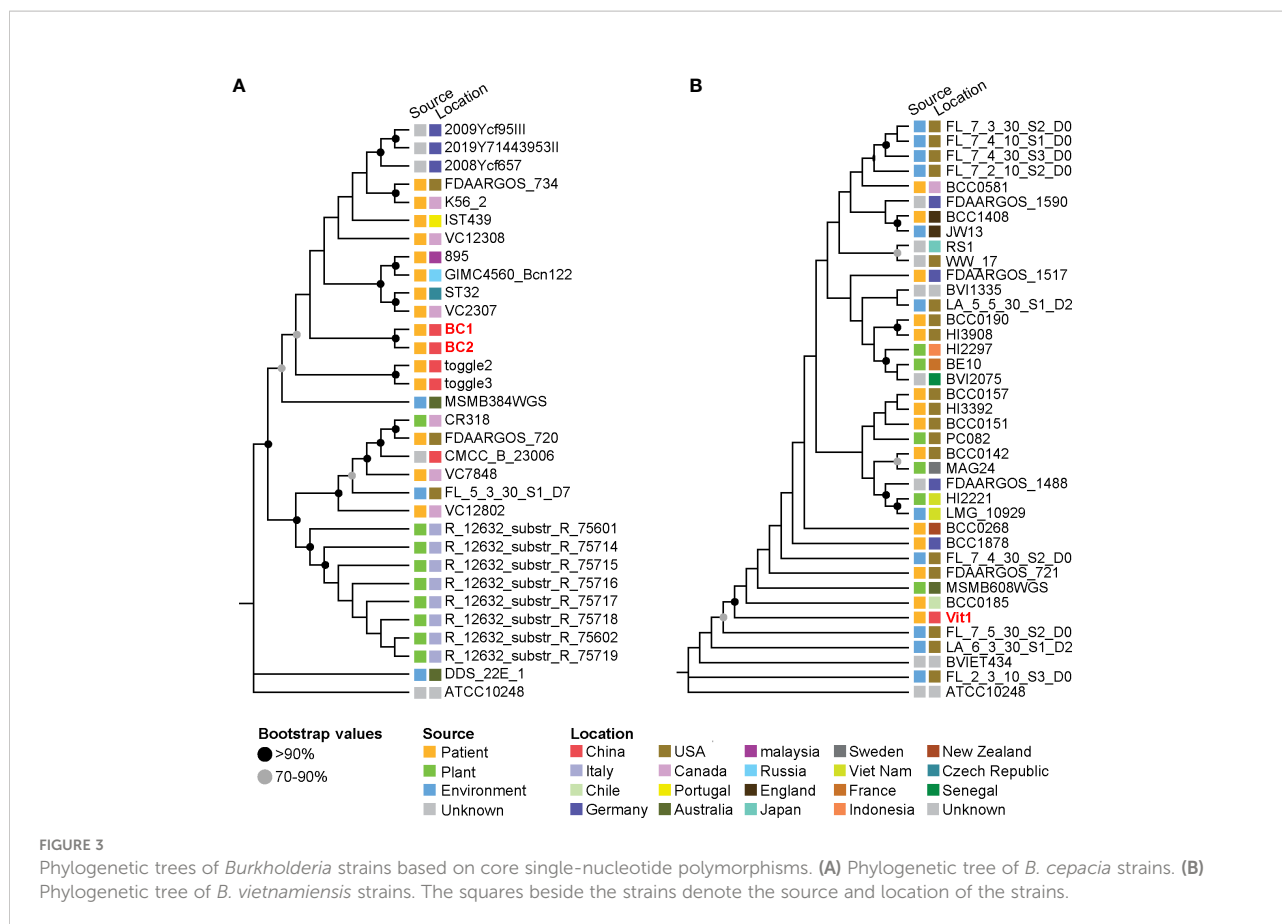 A
Source
Location
2009Ycf95III
2019Y71443953II
2008Ycf657
FDAARGOS_734
K56_2
IST439
VC12308
895
GIMC4560_Bcn122
ST32
VC2307
BC1
BC2
toggle2
toggle3
MSMB384WGS
CR318
FDAARGOS_720
CMCC_B_23006
VC7848
FL_5_3_30_S1_D7
VC12802
R_12632_substr_R_75601
R_12632_substr_R_75714
R_12632_substr_R_75715
R_12632_substr_R_75716
R_12632_substr_R_75717
R_12632_substr_R_75718
R_12632_substr_R_75602
R_12632_substr_R_75719
DDS_22E_1
ATCC10248
B
Source
Location
FL_7_3_30_S2_D0
FL_7_4_10_S1_D0
FL_7_4_30_S3_D0
FL_7_2_10_S2_D0
BCC0581
FDAARGOS_1590
BCC1408
JW13
RS1
WW_17
FDAARGOS_1517
BVI1335
LA_5_5_30_S1_D2
BCC0190
HI3908
HI2297
BE10
BVI2075
BCC0157
HI3392
BCC0151
PC082
BCC0142
MAG24
FDAARGOS_1488
HI2221
LMG_10929
BCC0268
BCC1878
FL_7_4_30_S2_D0
FDAARGOS_721
MSMB608WGS
BCC0185
Vit1
FL_7_5_30_S2_D0
LA_6_3_30_S1_D2
BVIET434
FL_2_3_10_S3_D0
ATCC10248
Bootstrap values
>90%
70-90%
Source
Patient
Plant
Environment
Unknown
Location
China
Italy
Chile
Germany
USA
Canada
Portugal
Australia
malaysia
Russia
England
Japan
Sweden
Viet Nam
France
Indonesia
New Zealand
Czech Republic
Senegal
Unknown
FIGURE 3
Phylogenetic trees of Burkholderia strains based on core single-nucleotide polymorphisms. (A) Phylogenetic tree of B. cepacia strains. (B)
Phylogenetic tree of B. vietnamiensis strains. The squares beside the strains denote the source and location of the strains.